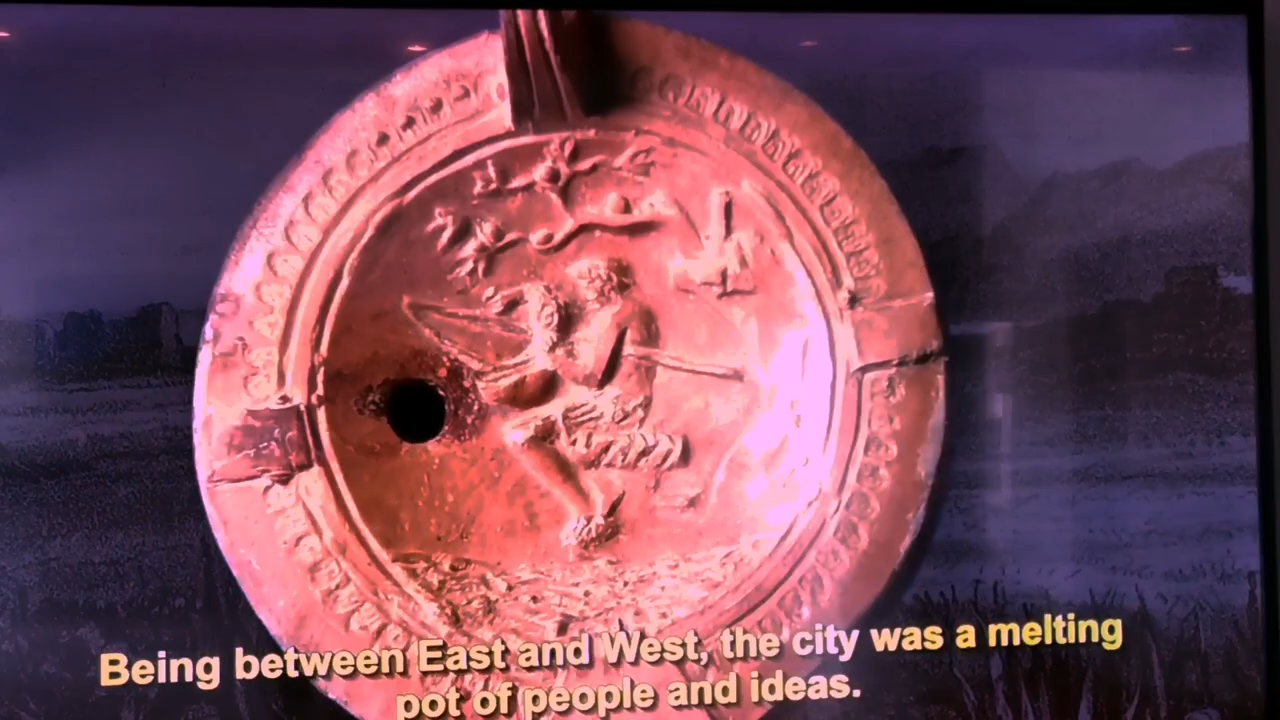 Being between East and West, the city was a melting
pot of people and ideas.